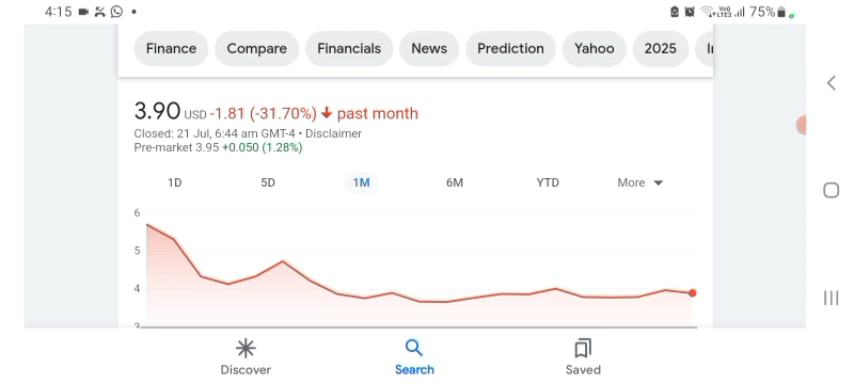 4:15
75%
Finance Compare Financials News Prediction Yahoo 2025
3.90 USD -1.81 (-31.70%) past month
Closed: 21 Jul, 6:44 am GMT-4 • Disclaimer
Pre-market 3.95 +0.050 (1.28%)
1D 5D 1M 6M YTD More
6
5
4
3
Discover Search Saved